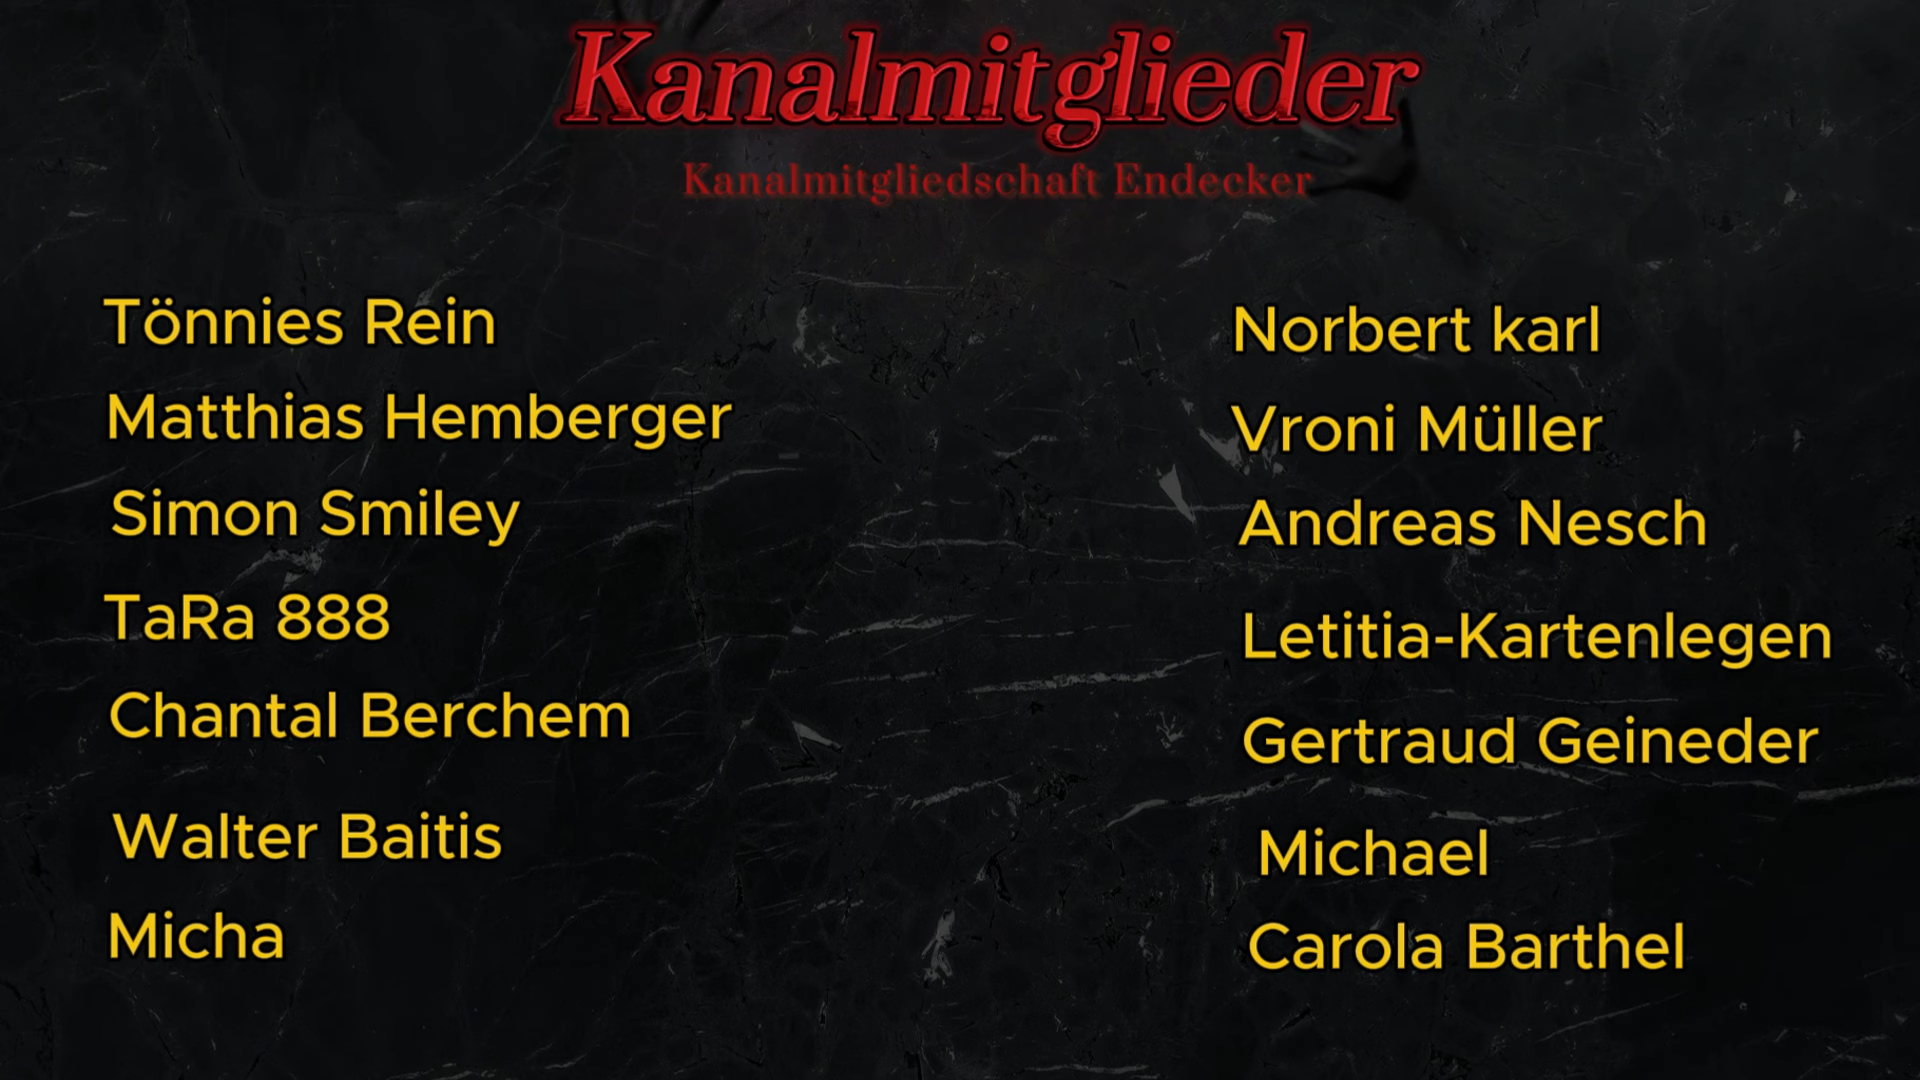 Kanalmitglieder
Kanalmitgliedschaft Endecker
Tönnies Rein
Matthias Hemberger
Simon Smiley
TaRa 888
Chantal Berchem
Walter Baitis
Micha
Norbert karl
Vroni Müller
Andreas Nesch
Letitia-Kartenlegen
Gertraud Geineder
Michael
Carola Barthel